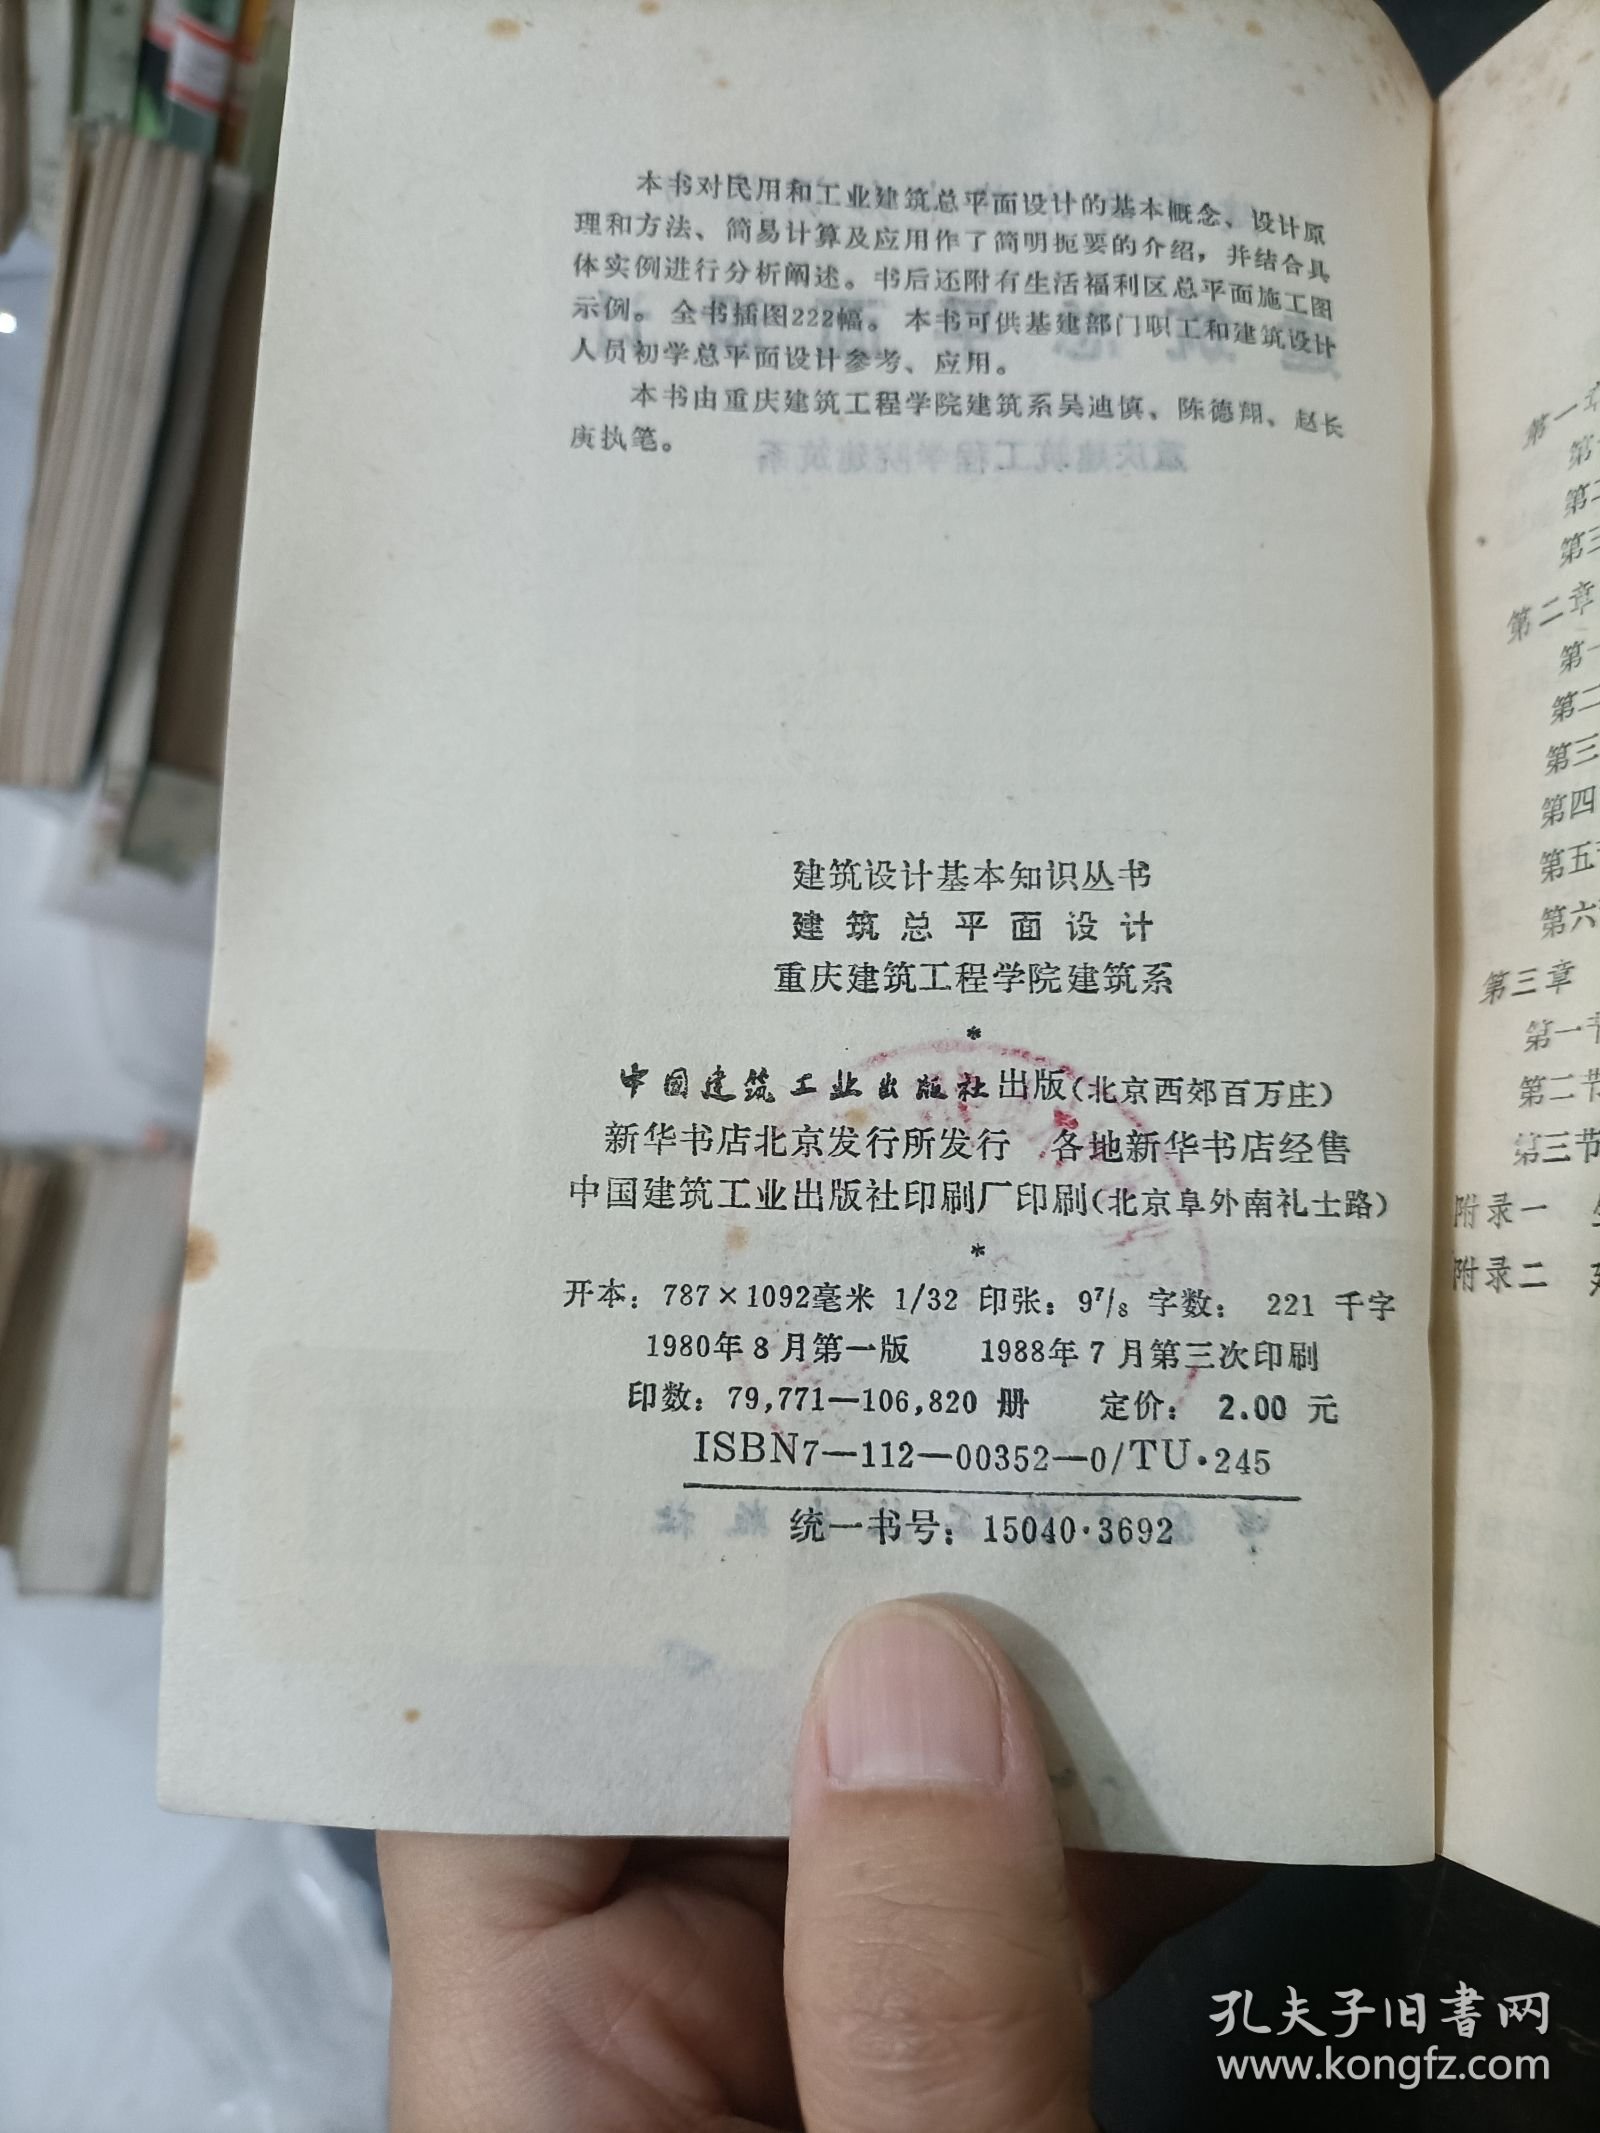 本书对民用和工业建筑总平面设计的基本概念、设计原
理和方法、简易计算及应用作了简明扼要的介绍，并结合具
体实例进行分析阐述。书后还附有生活福利区总平面施工图
示例。全书插图222幅。本书可供基建部门职工和建筑设计
人员初学总平面设计参考、应用。
本书由重庆建筑工程学院建筑系吴迪慎、陈德翔、赵长
庚执笔。
建筑设计基本知识丛书
建筑总平面设计
重庆建筑工程学院建筑系
*
中国建筑工业出版社出版（北京西郊百万庄）
新华书店北京发行所发行 各地新华书店经售
中国建筑工业出版社印刷厂印刷（北京阜外南礼士路）
*
开本：787×1092毫米 1/32 印张：9 7/8 字数：221 千字
1980年8月第一版 1988年7月第三次印刷
印数：79,771—106,820 册 定价：2.00 元
ISBN7—112—00352—0/TU·245
统一书号：15040·3692
第一章
第二章
第三
第四
第五
第六
第三章
第一节
第二节
第三节
附录一
附录二
孔夫子旧书网
www.kongfz.com